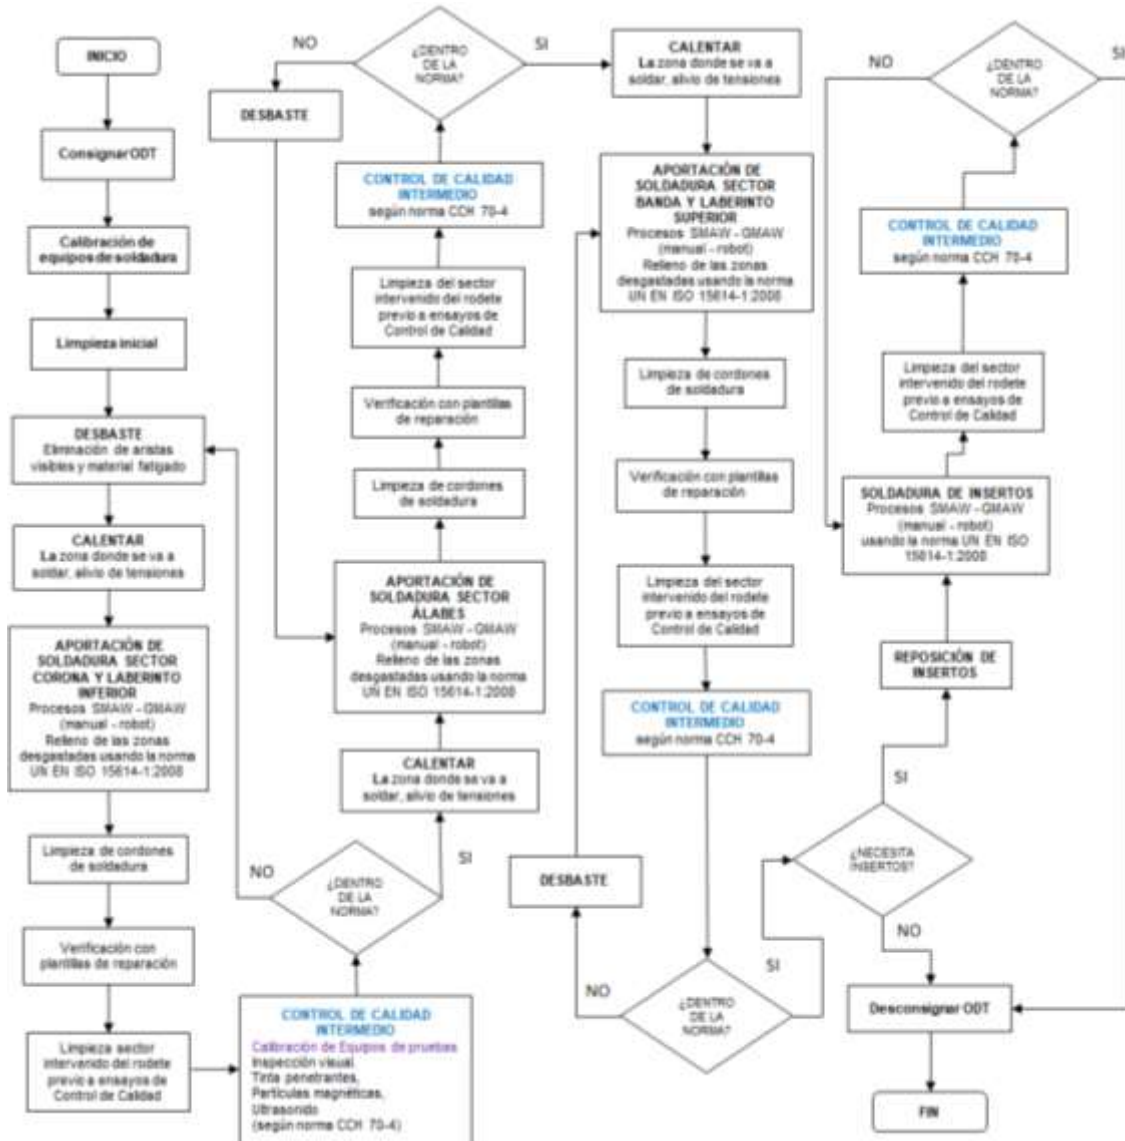 INICIO
Consignar ODT
Calibración de
equipos de soldadura
Limpieza inicial
DESBASTE
Eliminación de aristas
visibles y material fatigado
CALENTAR
La zona donde se va a
soldar, alivio de tensiones
APORTACIÓN DE
SOLDADURA SECTOR
CORONA Y LABERINTO
INFERIOR
Procesos SMAW - GMAW
(manual - robot)
Relleno de las zonas
desgastadas usando la norma
UN EN ISO 15614-1:2008
Limpieza de cordones
de soldadura
Verificación con
plantillas de reparación
Limpieza sector
intervenido del rodete
previo a ensayos de
Control de Calidad
CONTROL DE CALIDAD
INTERMEDIO
Calibración de Equipos de pruebas
Inspección visual,
Tinta penetrantes,
Partículas magnéticas,
Ultrasonido
(según norma CCH 70-4)
¿DENTRO
DE LA
NORMA?
NO
SI
CALENTAR
La zona donde se va a
soldar, alivio de tensiones
APORTACIÓN DE
SOLDADURA SECTOR
ÁLABES
Procesos SMAW - GMAW
(manual - robot)
Relleno de las zonas
desgastadas usando la norma
UN EN ISO 15614-1:2008
Limpieza de cordones
de soldadura
Verificación con plantillas
de reparación
Limpieza del sector
intervenido del rodete
previo a ensayos de
Control de Calidad
CONTROL DE CALIDAD
INTERMEDIO
según norma CCH 70-4
¿DENTRO
DE LA
NORMA?
NO
SI
DESBASTE
CALENTAR
La zona donde se va a
soldar, alivio de tensiones
APORTACIÓN DE
SOLDADURA SECTOR
BANDA Y LABERINTO
SUPERIOR
Procesos SMAW - GMAW
(manual - robot)
Relleno de las zonas
desgastadas usando la norma
UN EN ISO 15614-1:2008
Limpieza de cordones
de soldadura
Verificación con plantillas
de reparación
Limpieza del sector
intervenido del rodete
previo a ensayos de
Control de Calidad
CONTROL DE CALIDAD
INTERMEDIO
según norma CCH 70-4
¿DENTRO
DE LA
NORMA?
NO
SI
DESBASTE
¿NECESITA
INSERTOS?
SI
NO
REPOSICIÓN DE
INSERTOS
SOLDADURA DE INSERTOS
Procesos SMAW - GMAW
(manual - robot)
usando la norma UN EN ISO
15614-1:2008
Limpieza del sector
intervenido del rodete
previo a ensayos de
Control de Calidad
CONTROL DE CALIDAD
INTERMEDIO
según norma CCH 70-4
¿DENTRO
DE LA
NORMA?
NO
SI
Desconsignar ODT
FIN